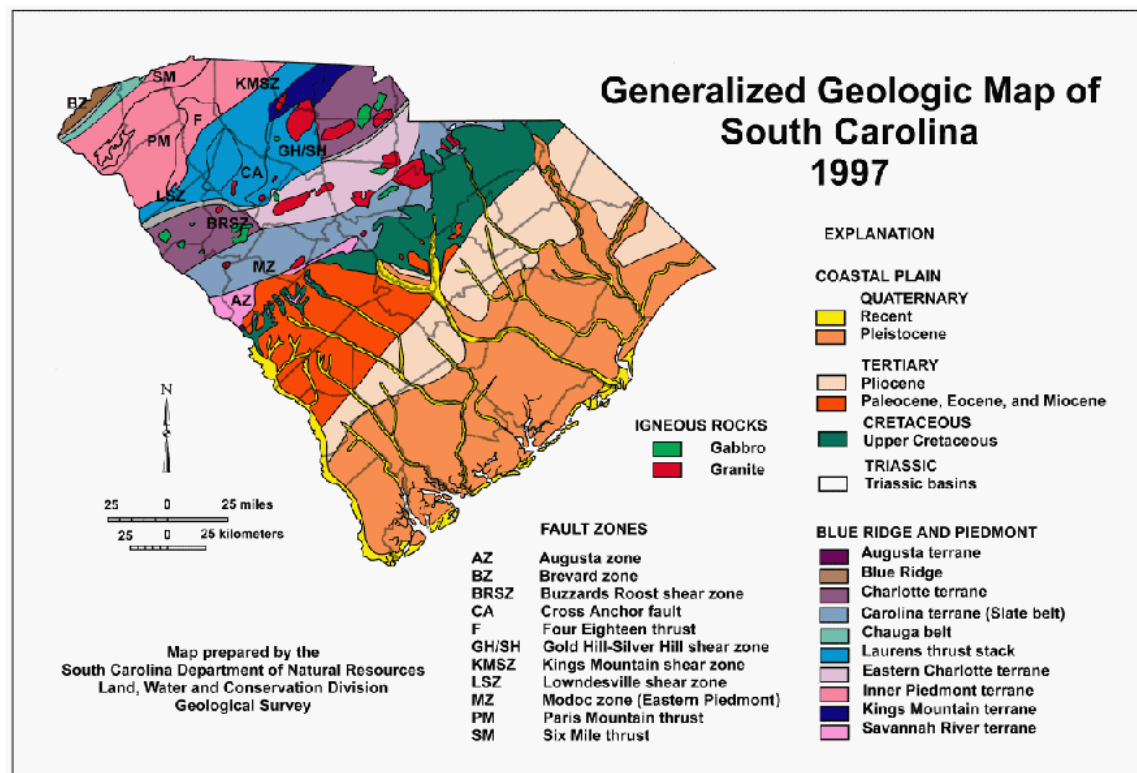 Generalized Geologic Map of
South Carolina
1997
SM
KMSZ
BZ
F
PM
GH/SH
CA
LSZ
BRSZ
MZ
AZ
N
25 0 25 miles
25 0 25 kilometers
Map prepared by the
South Carolina Department of Natural Resources
Land, Water and Conservation Division
Geological Survey
IGNEOUS ROCKS
Gabbro
Granite
FAULT ZONES
AZ Augusta zone
BZ Brevard zone
BRSZ Buzzards Roost shear zone
CA Cross Anchor fault
F Four Eighteen thrust
GH/SH Gold Hill-Silver Hill shear zone
KMSZ Kings Mountain shear zone
LSZ Lowndesville shear zone
MZ Modoc zone (Eastern Piedmont)
PM Paris Mountain thrust
SM Six Mile thrust
EXPLANATION
COASTAL PLAIN
QUATERNARY
Recent
Pleistocene
TERTIARY
Pliocene
Paleocene, Eocene, and Miocene
CRETACEOUS
Upper Cretaceous
TRIASSIC
Triassic basins
BLUE RIDGE AND PIEDMONT
Augusta terrane
Blue Ridge
Charlotte terrane
Carolina terrane (Slate belt)
Chauga belt
Laurens thrust stack
Eastern Charlotte terrane
Inner Piedmont terrane
Kings Mountain terrane
Savannah River terrane